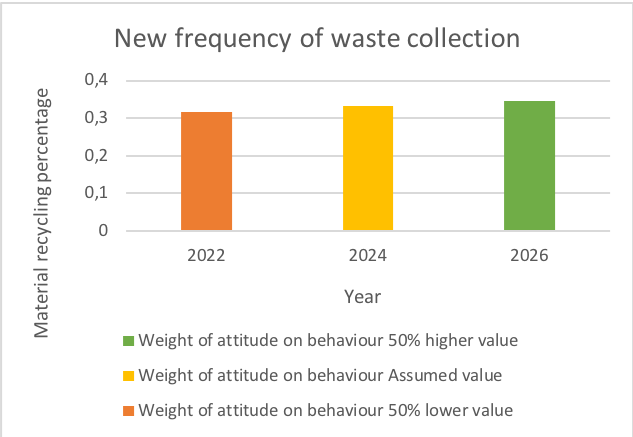 New frequency of waste collection
Material recycling percentage
0,4
0,3
0,2
0,1
0
2022 2024 2026
Year
Weight of attitude on behaviour 50% higher value
Weight of attitude on behaviour Assumed value
Weight of attitude on behaviour 50% lower value